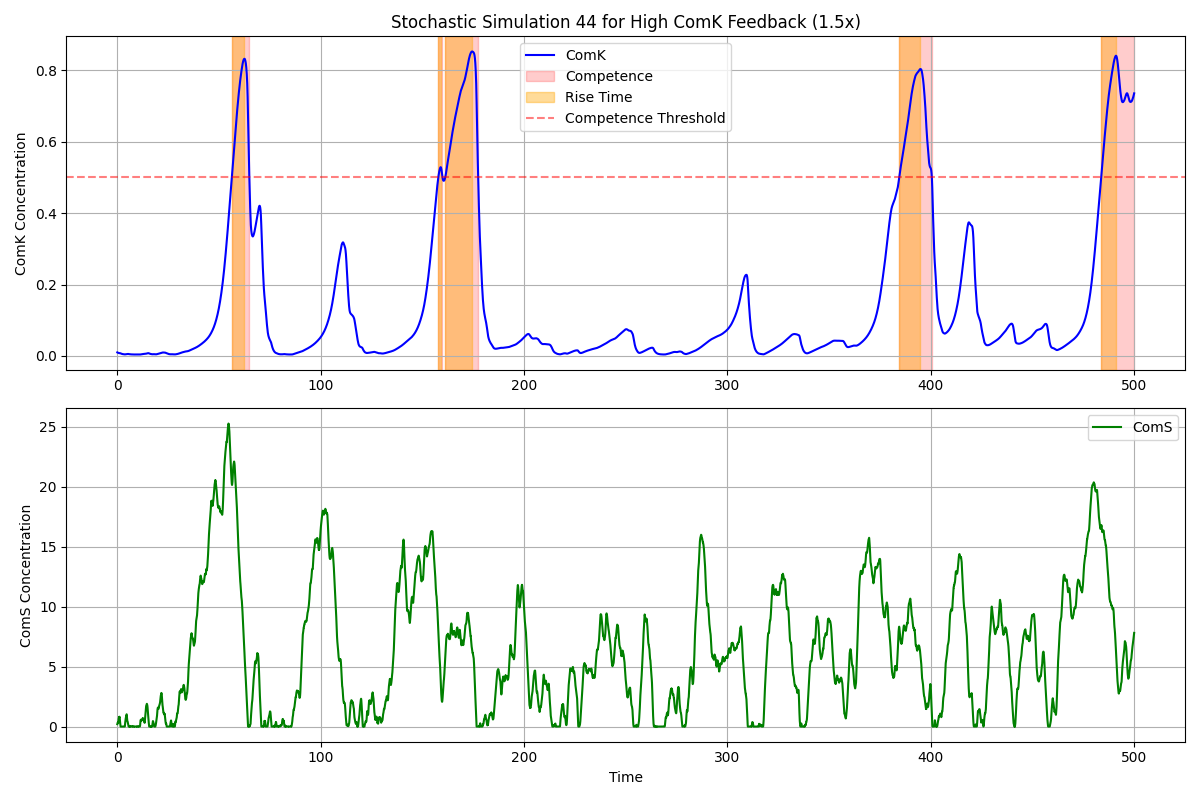 Stochastic Simulation 44 for High ComK Feedback (1.5x)
ComK
Competence
Rise Time
Competence Threshold
ComK Concentration
0.8
0.6
0.4
0.2
0.0
0 100 200 300 400 500
ComS
ComS Concentration
25
20
15
10
5
0
0 100 200 300 400 500
Time